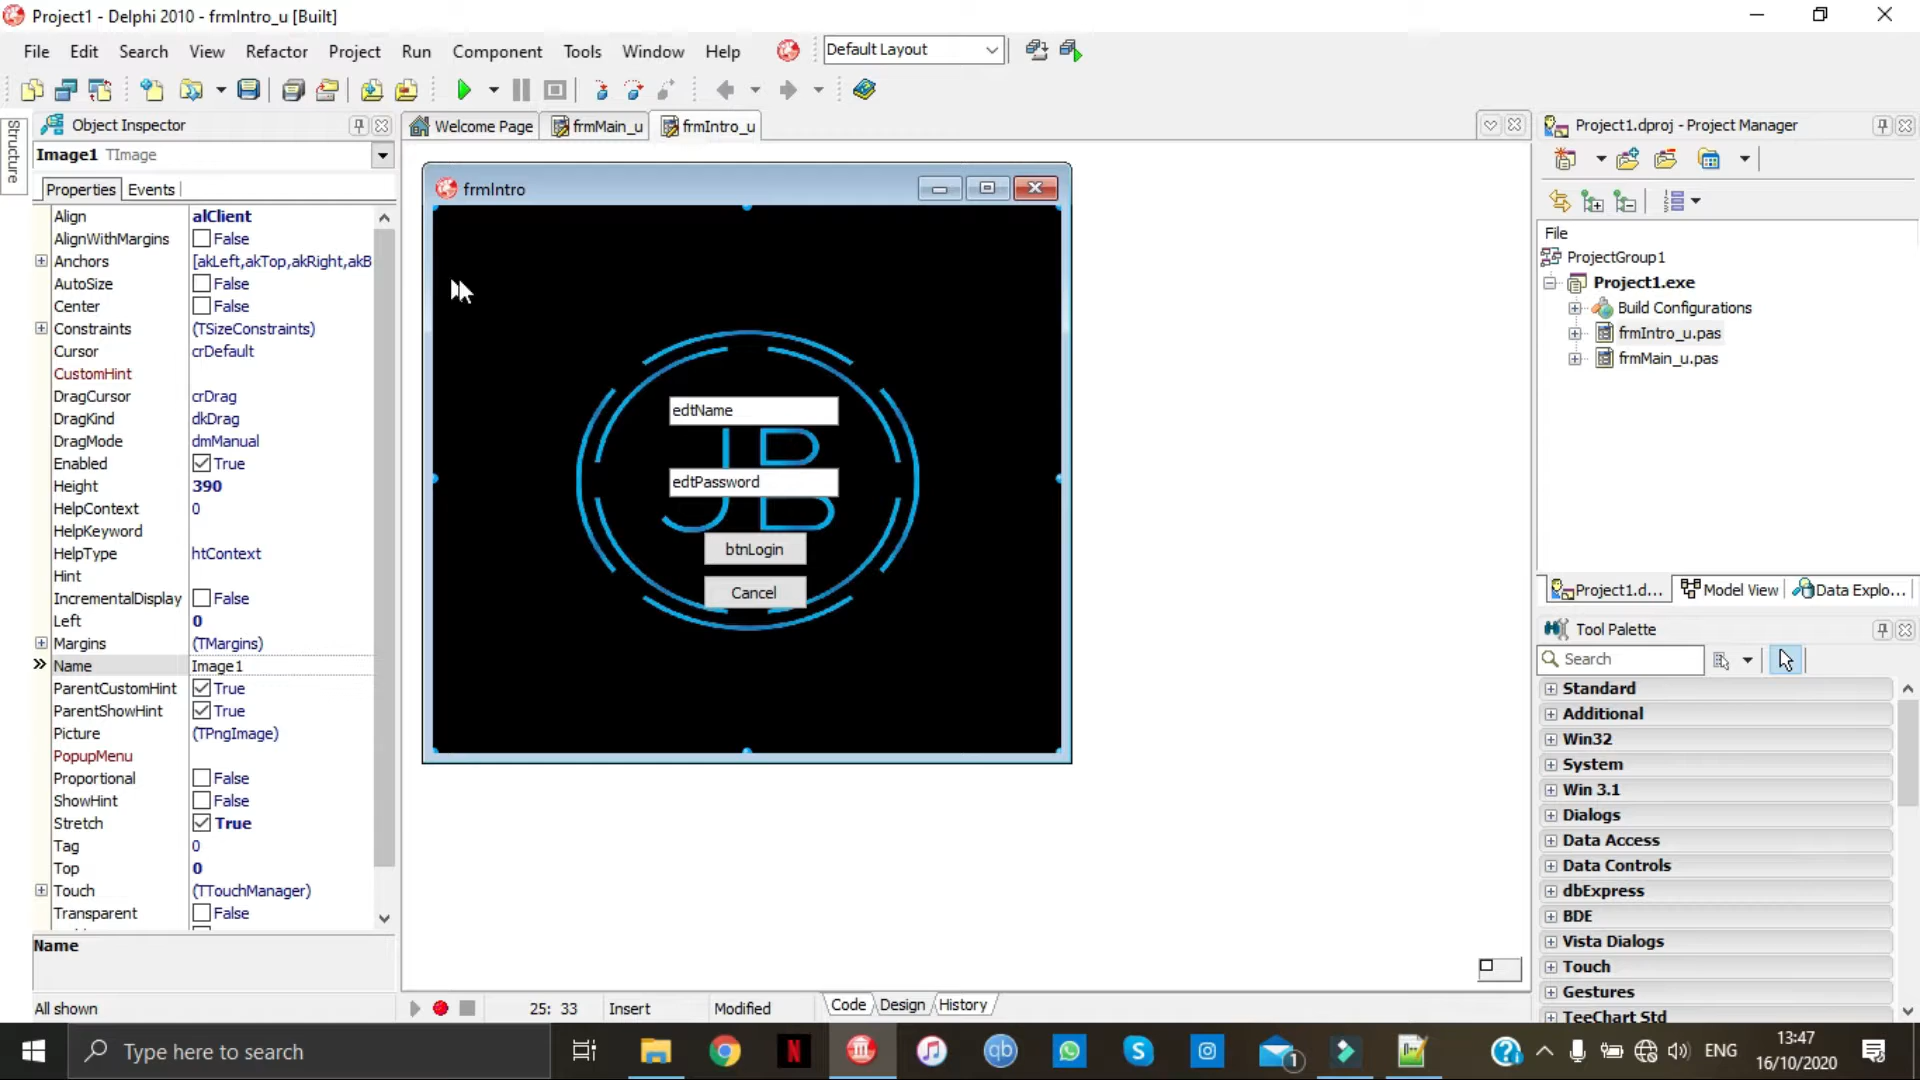 Project1 - Delphi 2010 - frmIntro_u [Built]
File Edit Search View Refactor Project Run Component Tools Window Help Default Layout
Structure
Object Inspector
Image1 TImage
Properties Events
Align alClient
AlignWithMargins False
Anchors [akLeft,akTop,akRight,akB
AutoSize False
Center False
Constraints (TSizeConstraints)
Cursor crDefault
CustomHint
DragCursor crDrag
DragKind dkDrag
DragMode dmManual
Enabled True
Height 390
HelpContext 0
HelpKeyword
HelpType htContext
Hint
IncrementalDisplay False
Left 0
Margins (TMargins)
Name Image1
ParentCustomHint True
ParentShowHint True
Picture (TPngImage)
PopupMenu
Proportional False
ShowHint False
Stretch True
Tag 0
Top 0
Touch (TTouchManager)
Transparent False
Name
All shown
Welcome Page frmMain_u frmIntro_u
frmIntro
edtName
JB
edtPassword
btnLogin
Cancel
25: 33 Insert Modified Code Design History
Project1.dproj - Project Manager
File
ProjectGroup1
Project1.exe
Build Configurations
frmIntro_u.pas
frmMain_u.pas
Project1.d... Model View Data Explo...
Tool Palette
Search
Standard
Additional
Win32
System
Win 3.1
Dialogs
Data Access
Data Controls
dbExpress
BDE
Vista Dialogs
Touch
Gestures
TeeChart Std
Type here to search
N
qb
1
ENG
13:47
16/10/2020